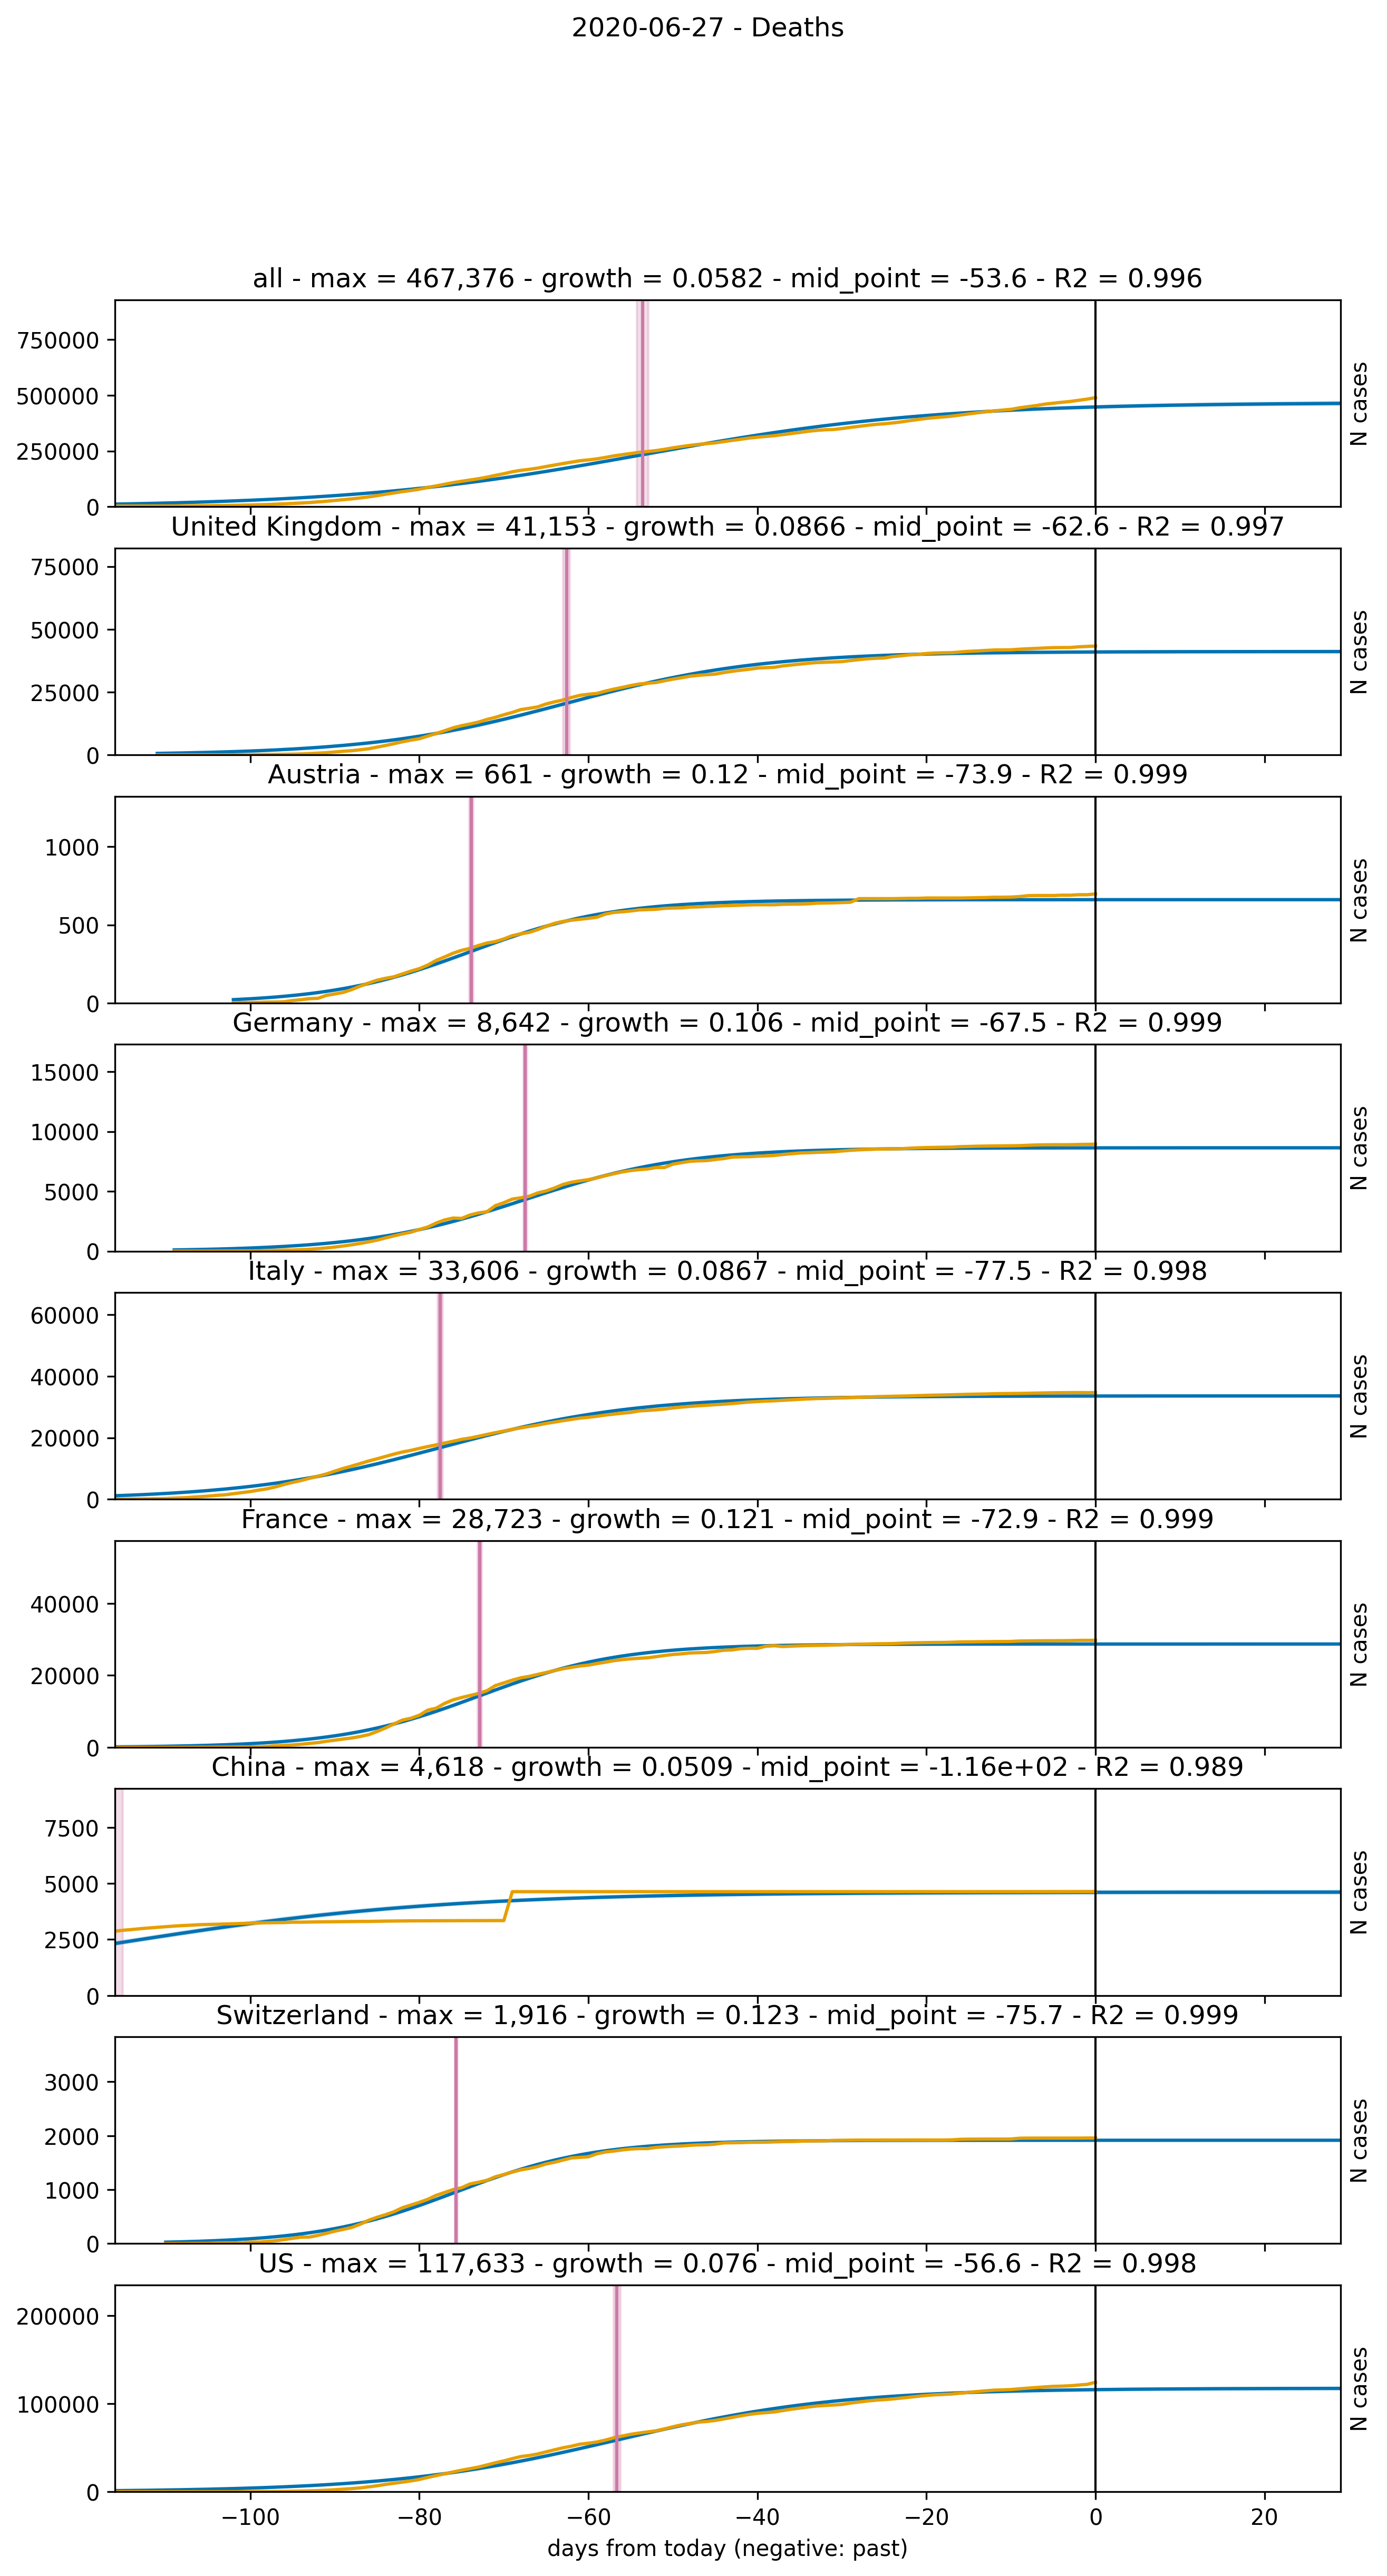 2020-06-27 - Deaths
all - max = 467,376 - growth = 0.0582 - mid_point = -53.6 - R2 = 0.996
750000
500000
250000
0
N cases
United Kingdom - max = 41,153 - growth = 0.0866 - mid_point = -62.6 - R2 = 0.997
75000
50000
25000
0
N cases
Austria - max = 661 - growth = 0.12 - mid_point = -73.9 - R2 = 0.999
1000
500
0
N cases
Germany - max = 8,642 - growth = 0.106 - mid_point = -67.5 - R2 = 0.999
15000
10000
5000
0
N cases
Italy - max = 33,606 - growth = 0.0867 - mid_point = -77.5 - R2 = 0.998
60000
40000
20000
0
N cases
France - max = 28,723 - growth = 0.121 - mid_point = -72.9 - R2 = 0.999
40000
20000
0
N cases
China - max = 4,618 - growth = 0.0509 - mid_point = -1.16e+02 - R2 = 0.989
7500
5000
2500
0
N cases
Switzerland - max = 1,916 - growth = 0.123 - mid_point = -75.7 - R2 = 0.999
3000
2000
1000
0
N cases
US - max = 117,633 - growth = 0.076 - mid_point = -56.6 - R2 = 0.998
200000
100000
0
N cases
−100 −80 −60 −40 −20 0 20
days from today (negative: past)